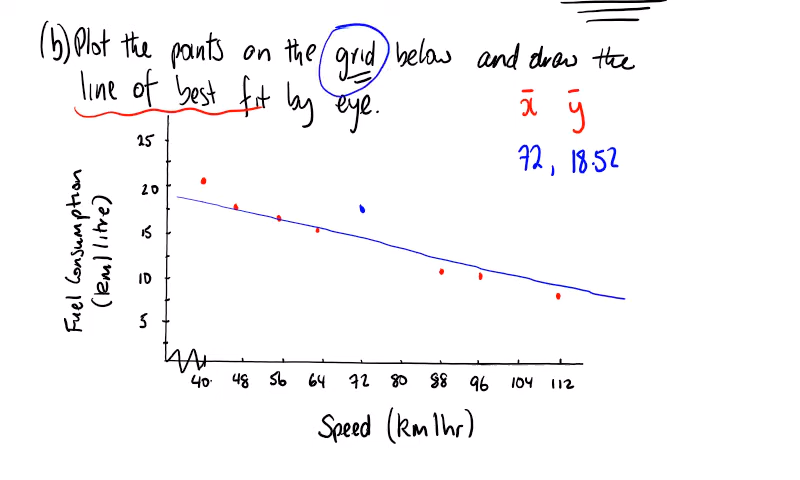 (b) Plot the points on the grid below and draw the
line of best fit by eye.
x̄ ȳ
72, 18.52
25
20
15
10
5
Fuel Consumption
(km/litre)
40 48 56 64 72 80 88 96 104 112
Speed (km/hr)